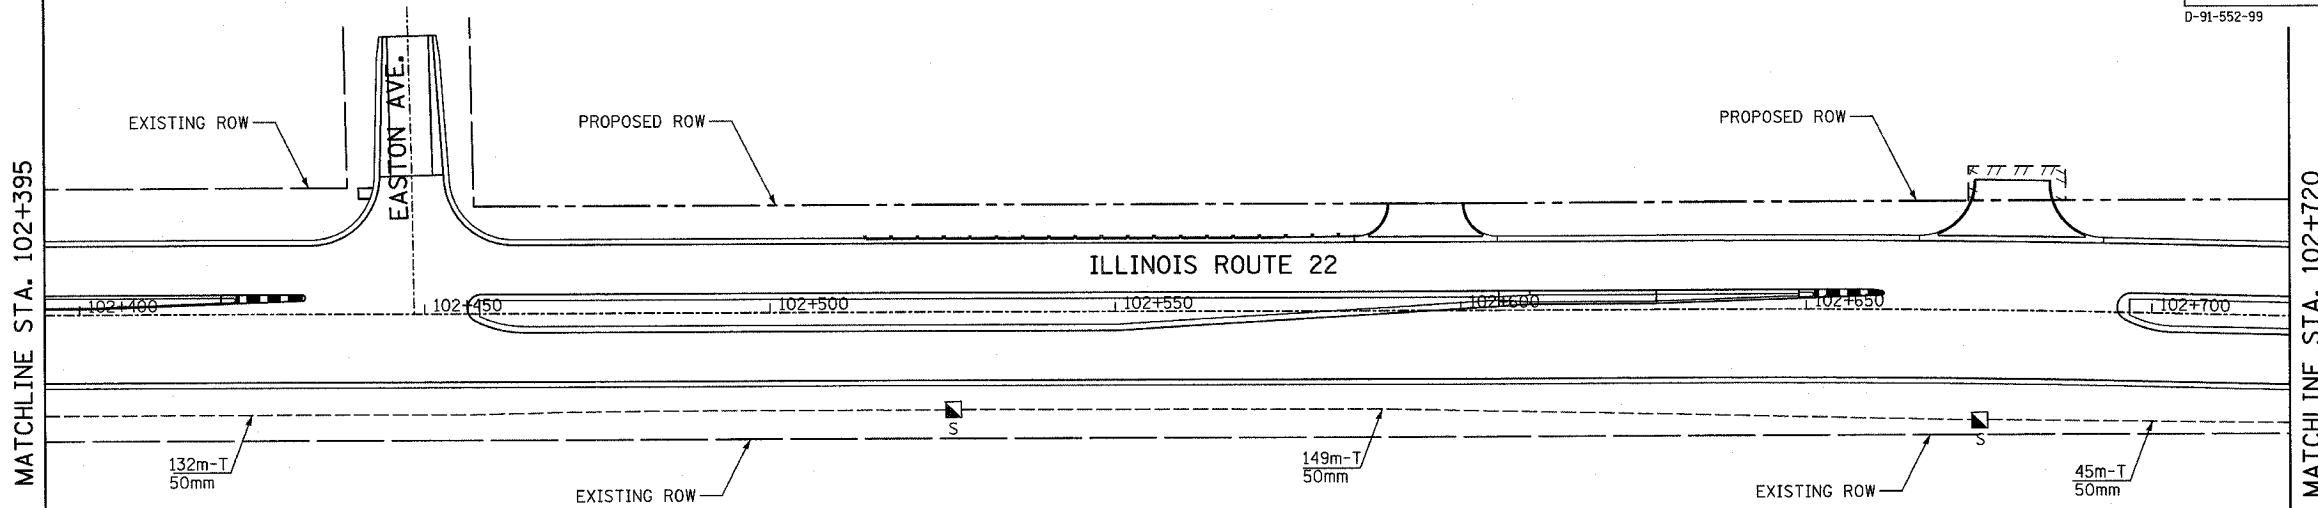 D-91-552-99
EASTON AVE.
EXISTING ROW
PROPOSED ROW
PROPOSED ROW
MATCHLINE STA. 102+395
MATCHLINE STA. 102+720
ILLINOIS ROUTE 22
102+400
102+450
102+500
102+550
102+600
102+650
102+700
S
S
132m-T
50mm
149m-T
50mm
45m-T
50mm
EXISTING ROW
EXISTING ROW